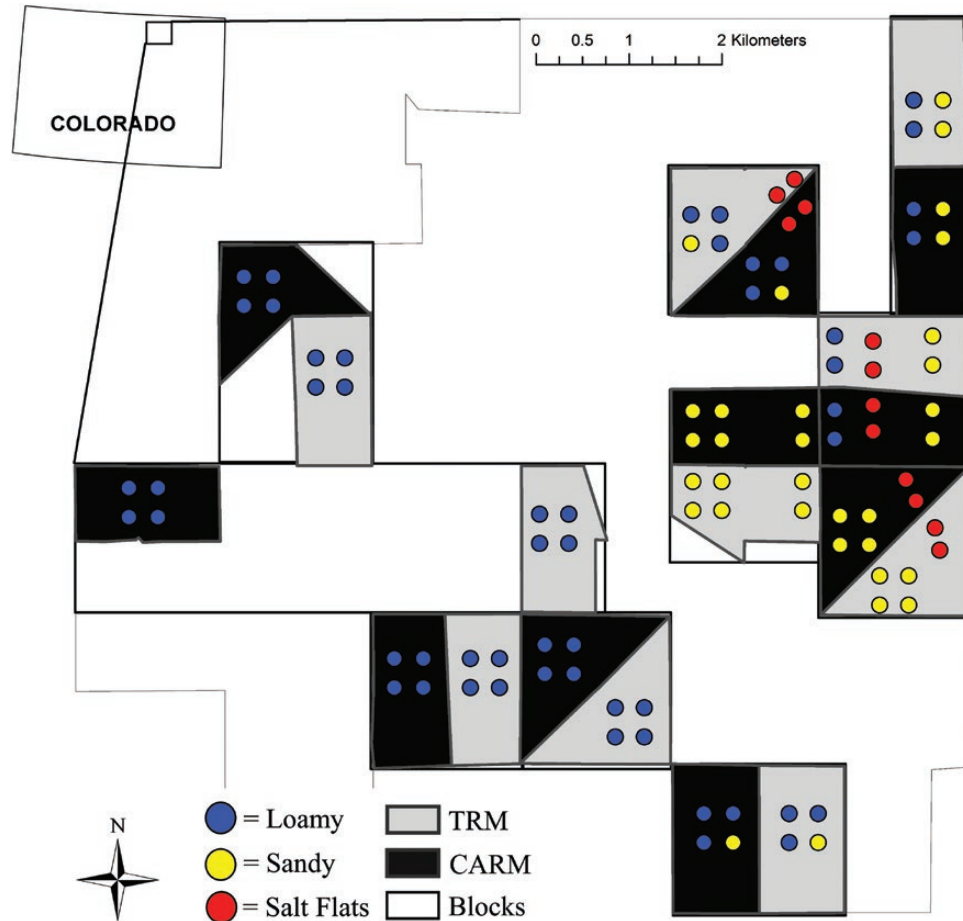 0 0.5 1 2 Kilometers
COLORADO
N
= Loamy
= Sandy
= Salt Flats
TRM
CARM
Blocks